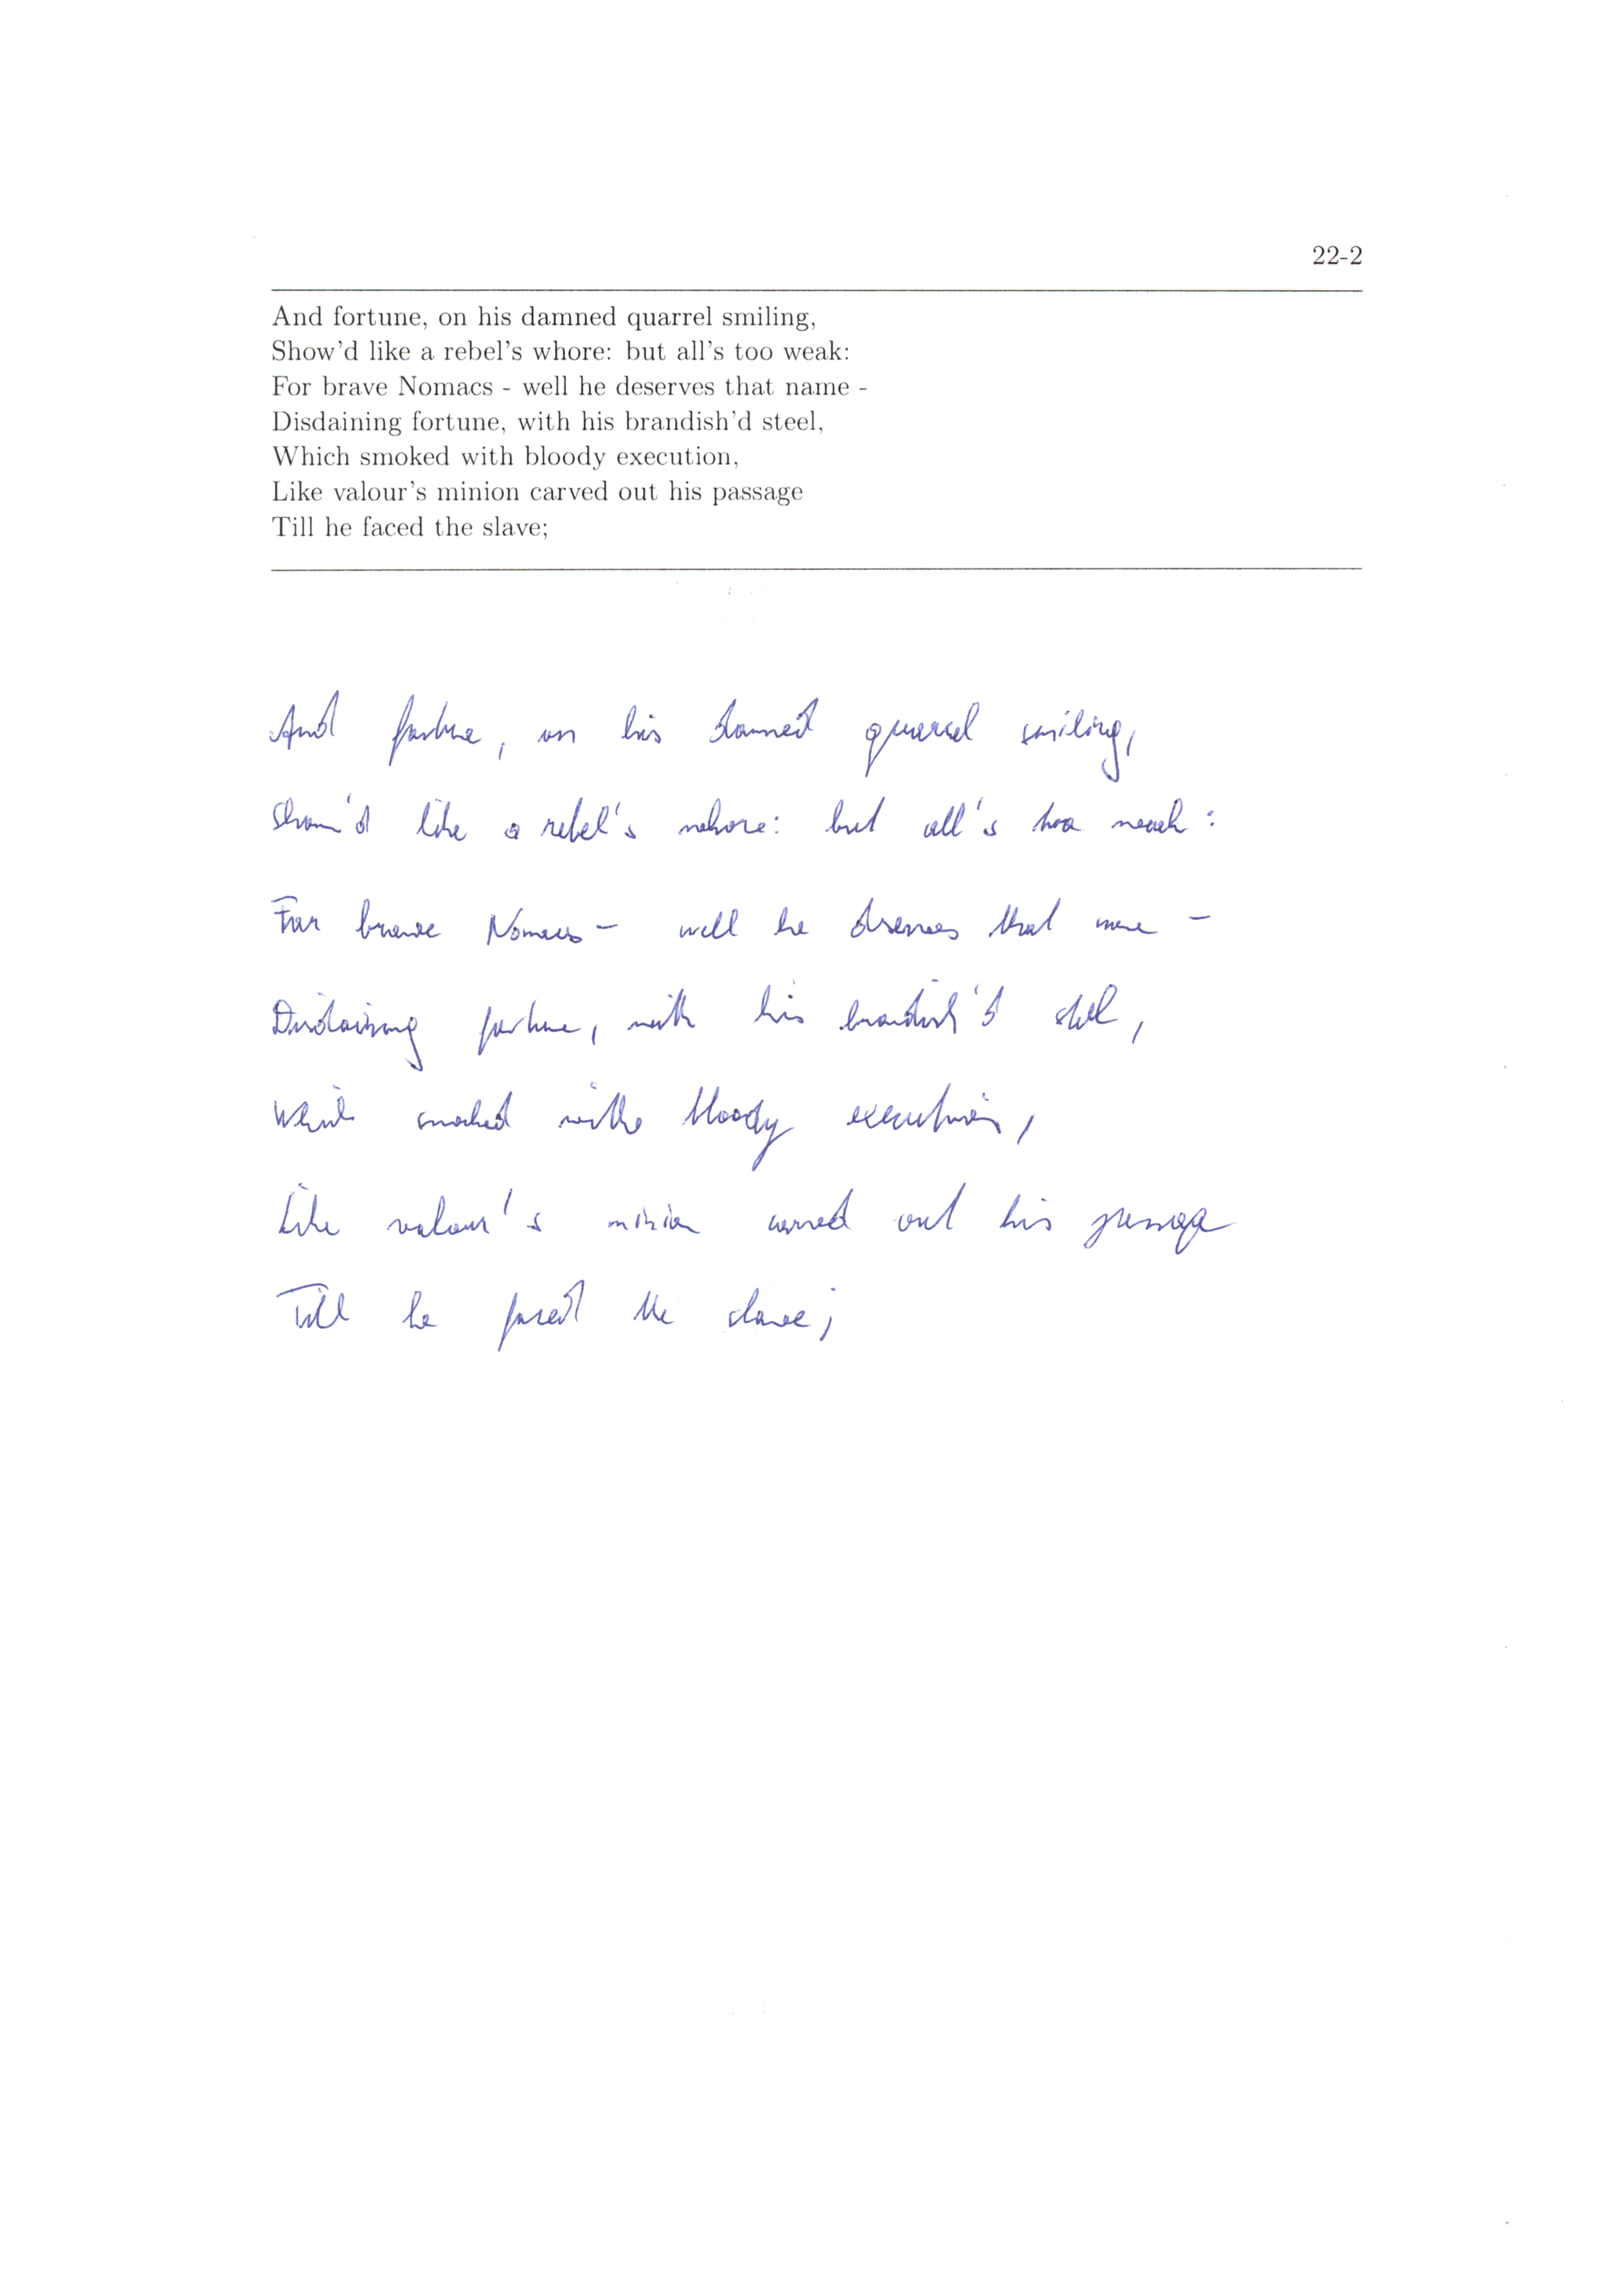 22-2
And fortune, on his damned quarrel smiling,
Show'd like a rebel's whore: but all's too weak:
For brave Nomacs - well he deserves that name -
Disdaining fortune, with his brandish'd steel,
Which smoked with bloody execution,
Like valour's minion carved out his passage
Till he faced the slave;
And fortune, on his damned quarrel smiling,
Show'd like a rebel's whore: but all's too weak:
For brave Nomacs - well he deserves that name -
Disdaining fortune, with his brandish'd steel,
Which smoked with bloody execution,
Like valour's minion carved out his passage
Till he faced the slave;